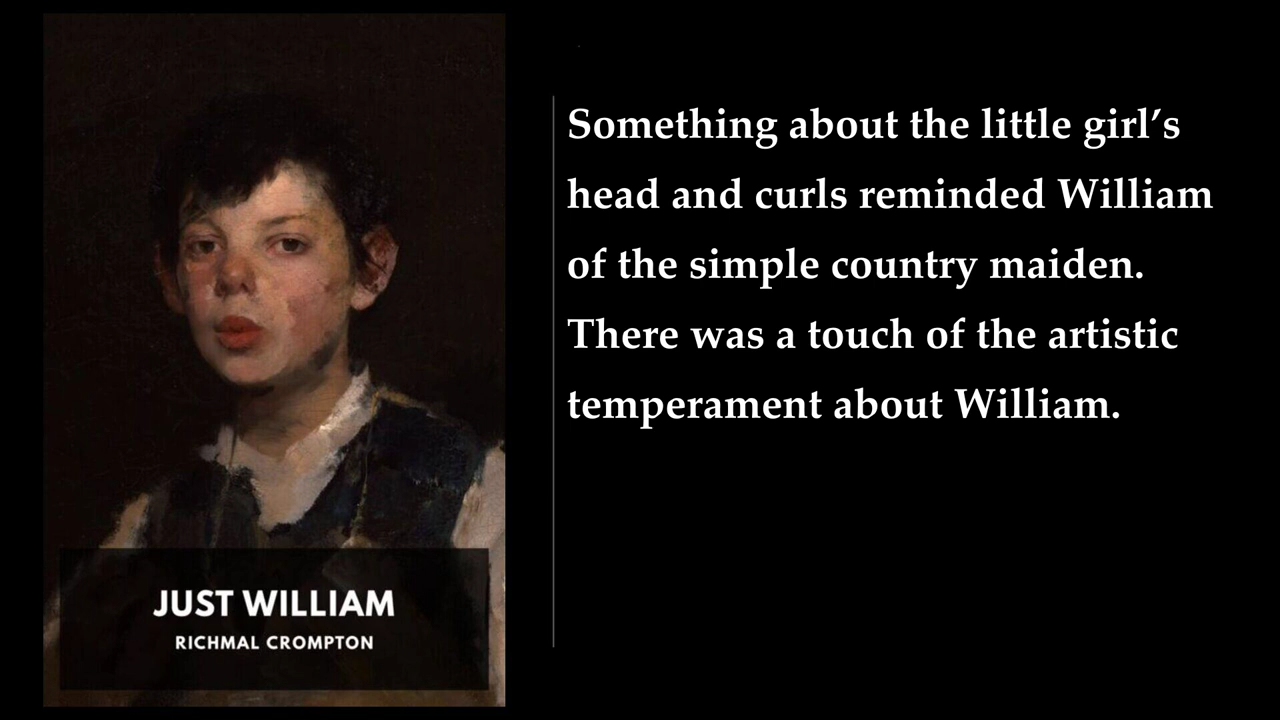 Something about the little girl’s
head and curls reminded William
of the simple country maiden.
There was a touch of the artistic
temperament about William.
JUST WILLIAM
RICHMAL CROMPTON